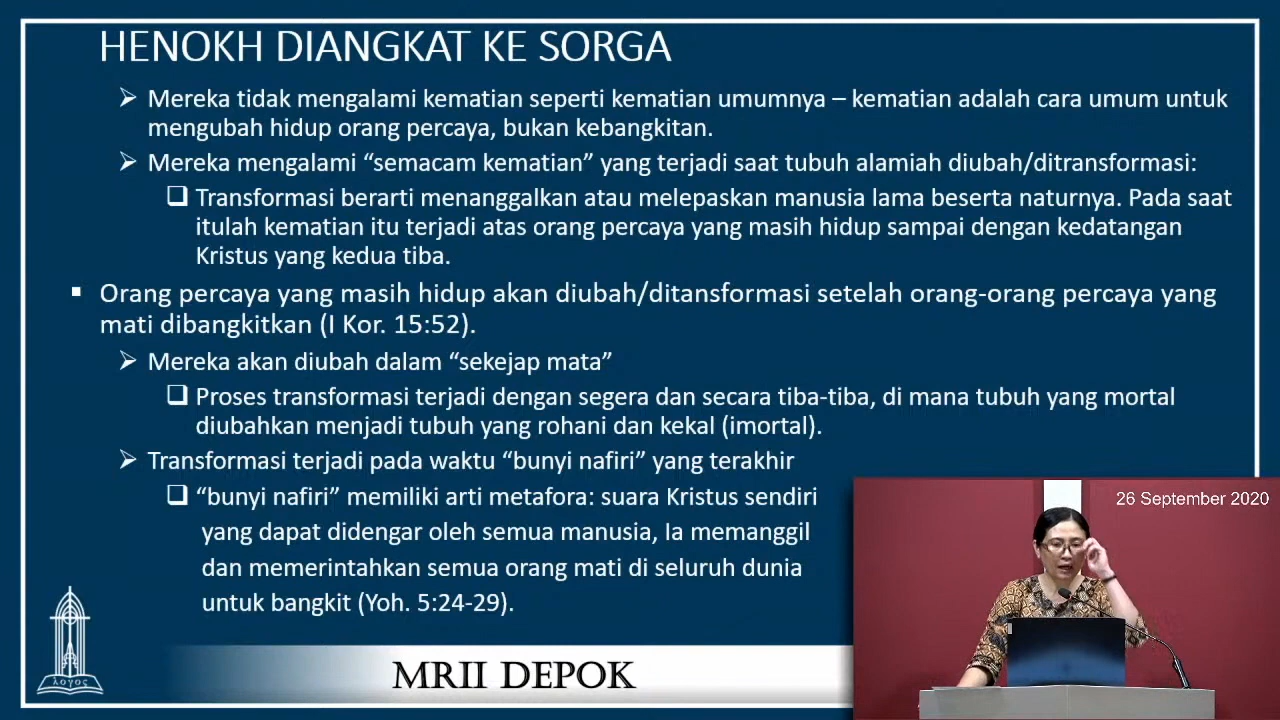 HENOKH DIANGKAT KE SORGA
Mereka tidak mengalami kematian seperti kematian umumnya – kematian adalah cara umum untuk
mengubah hidup orang percaya, bukan kebangkitan.
Mereka mengalami “semacam kematian” yang terjadi saat tubuh alamiah diubah/ditransformasi:
Transformasi berarti menanggalkan atau melepaskan manusia lama beserta naturnya. Pada saat
itulah kematian itu terjadi atas orang percaya yang masih hidup sampai dengan kedatangan
Kristus yang kedua tiba.
Orang percaya yang masih hidup akan diubah/ditansformasi setelah orang-orang percaya yang
mati dibangkitkan (I Kor. 15:52).
Mereka akan diubah dalam “sekejap mata”
Proses transformasi terjadi dengan segera dan secara tiba-tiba, di mana tubuh yang mortal
diubahkan menjadi tubuh yang rohani dan kekal (imortal).
Transformasi terjadi pada waktu “bunyi nafiri” yang terakhir
“bunyi nafiri” memiliki arti metafora: suara Kristus sendiri
yang dapat didengar oleh semua manusia, Ia memanggil
dan memerintahkan semua orang mati di seluruh dunia
untuk bangkit (Yoh. 5:24-29).
26 September 2020
λογος
MRII DEPOK